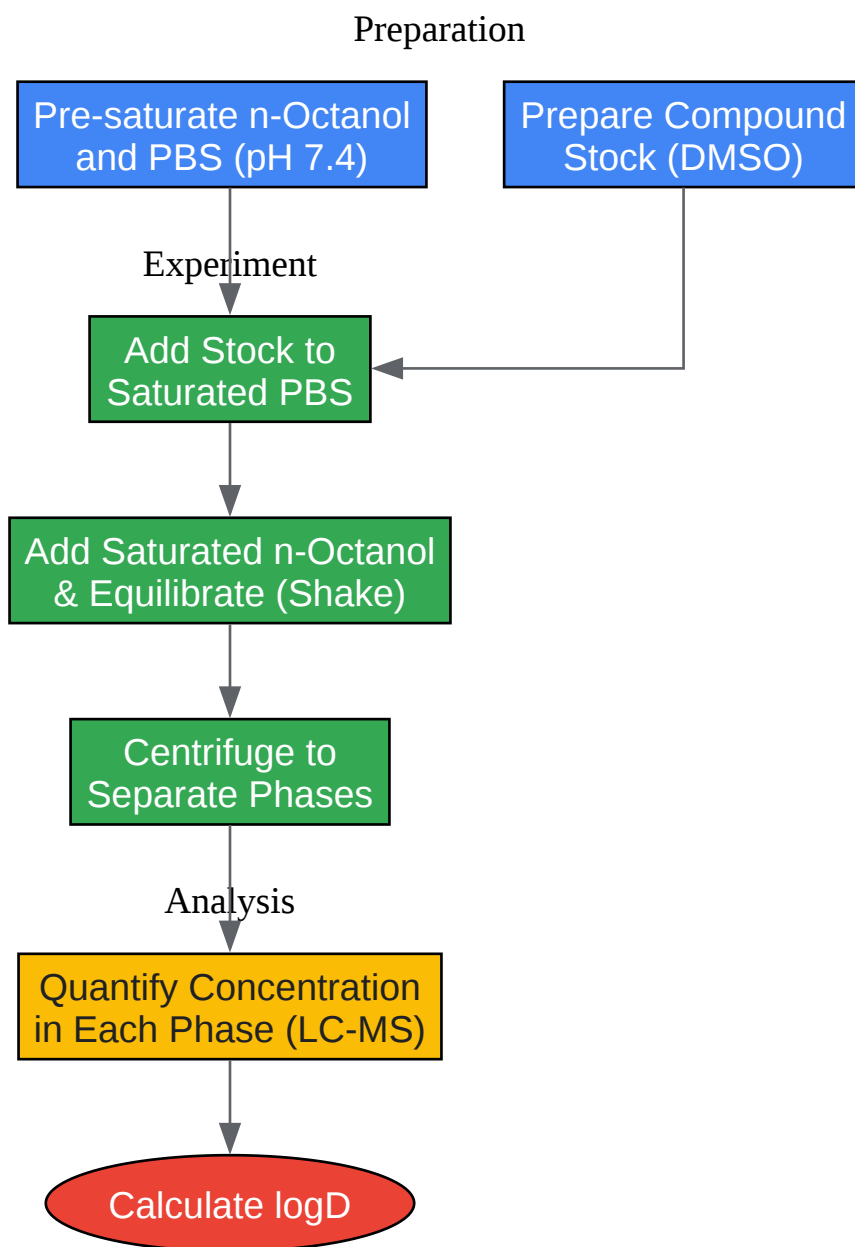 Preparation
Pre-saturate n-Octanol
and PBS (pH 7.4)
Prepare Compound
Stock (DMSO)
Experiment
Add Stock to
Saturated PBS
Add Saturated n-Octanol
& Equilibrate (Shake)
Centrifuge to
Separate Phases
Analysis
Quantify Concentration
in Each Phase (LC-MS)
Calculate logD